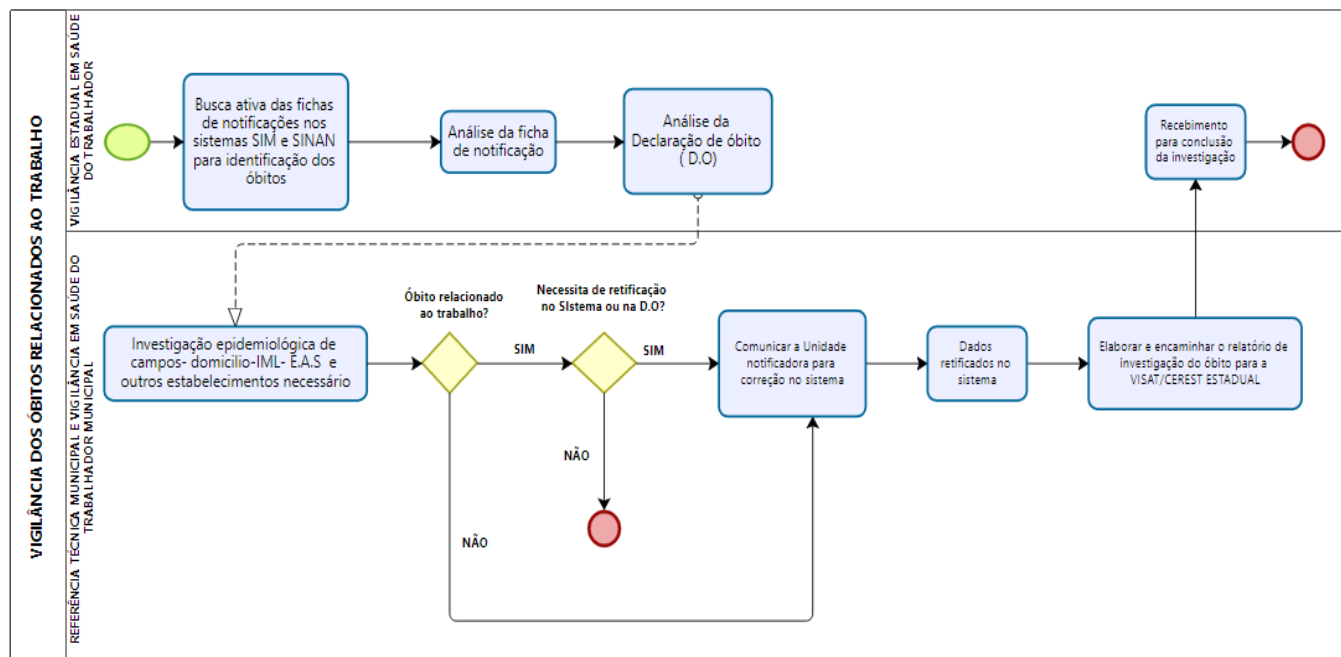 VIGILÂNCIA DOS ÓBITOS RELACIONADOS AO TRABALHO
VIGILÂNCIA ESTADUAL EM SAÚDE
DO TRABALHADOR
Busca ativa das fichas
de notificações nos
sistemas SIM e SINAN
para identificação dos
óbitos
Análise da ficha
de notificação
Análise da
Declaração de óbito
( D.O)
Recebimento
para conclusão
da investigação
REFERÊNCIA TÉCNICA MUNICIPAL E VIGILÂNCIA EM SAÚDE DO
TRABALHADOR MUNICIPAL
Investigação epidemiológica de
campos- domicilio-IML- E.A.S e
outros estabelecimentos necessário
Óbito relacionado
ao trabalho?
SIM
NÃO
Necessita de retificação
no SIstema ou na D.O?
SIM
NÃO
Comunicar a Unidade
notificadora para
correção no sistema
Dados
retificados no
sistema
Elaborar e encaminhar o relatório de
investigação do óbito para a
VISAT/CEREST ESTADUAL